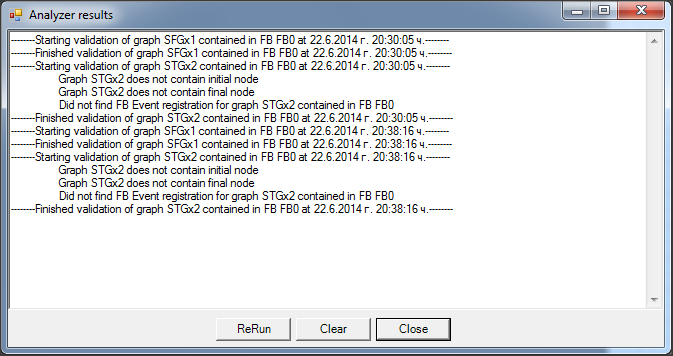 Analyzer results
--------Starting validation of graph SFGx1 contained in FB FB0 at 22.6.2014 г. 20:30:05 ч.--------
--------Finished validation of graph SFGx1 contained in FB FB0 at 22.6.2014 г. 20:30:05 ч.--------
--------Starting validation of graph STGx2 contained in FB FB0 at 22.6.2014 г. 20:30:05 ч.--------
Graph STGx2 does not contain initial node
Graph STGx2 does not contain final node
Did not find FB Event registration for graph STGx2 contained in FB FB0
--------Finished validation of graph STGx2 contained in FB FB0 at 22.6.2014 г. 20:30:05 ч.--------
--------Starting validation of graph SFGx1 contained in FB FB0 at 22.6.2014 г. 20:38:16 ч.--------
--------Finished validation of graph SFGx1 contained in FB FB0 at 22.6.2014 г. 20:38:16 ч.--------
--------Starting validation of graph STGx2 contained in FB FB0 at 22.6.2014 г. 20:38:16 ч.--------
Graph STGx2 does not contain initial node
Graph STGx2 does not contain final node
Did not find FB Event registration for graph STGx2 contained in FB FB0
--------Finished validation of graph STGx2 contained in FB FB0 at 22.6.2014 г. 20:38:16 ч.--------
ReRun Clear Close